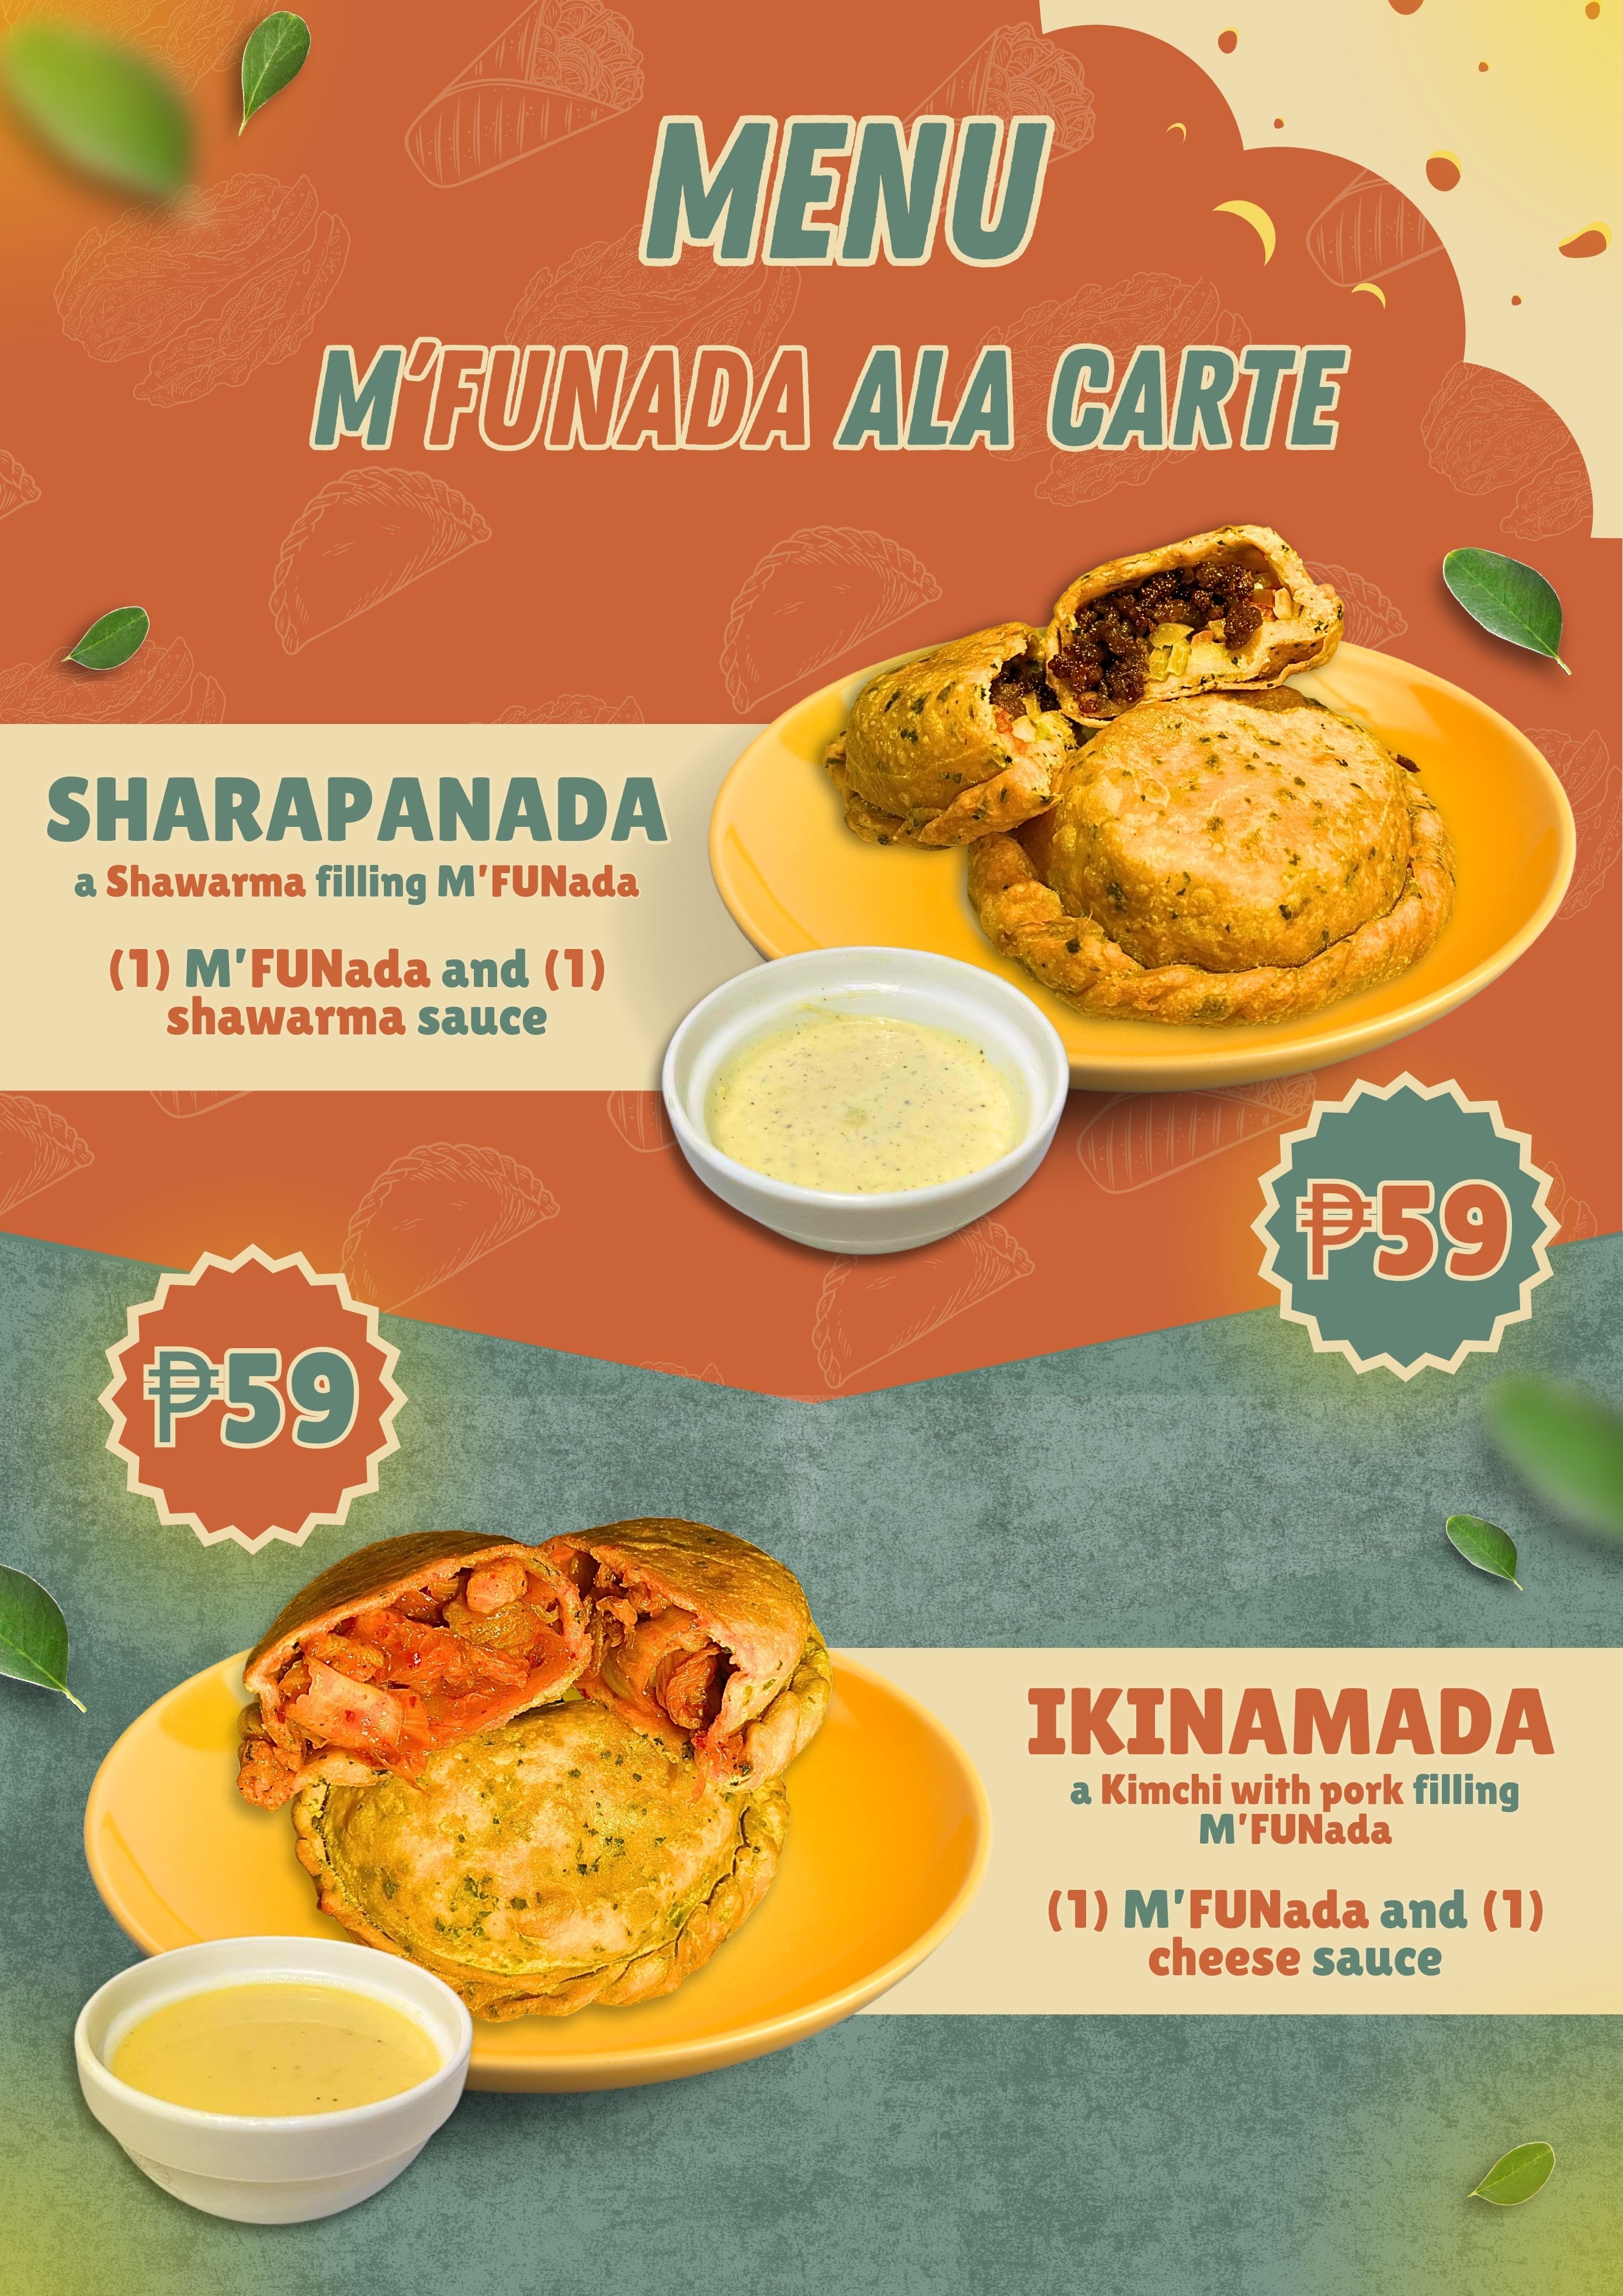 MENU
M'FUNADA ALA CARTE
SHARAPANADA
a Shawarma filling M'FUNada
(1) M'FUNada and (1)
shawarma sauce
₱59
₱59
IKINAMADA
a Kimchi with pork filling
M'FUNada
(1) M'FUNada and (1)
cheese sauce